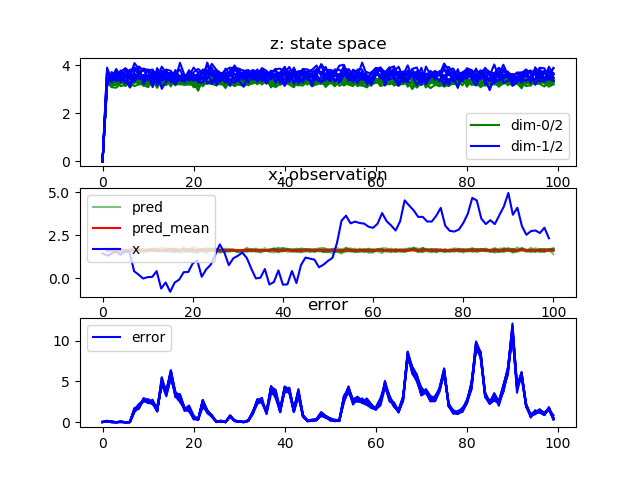 z: state space
4
2
0
dim-0/2
dim-1/2
0 20 40 60 80 100
x: observation
5.0
2.5
0.0
pred
pred_mean
x
0 20 40 60 80 100
error
10
5
0
error
0 20 40 60 80 100